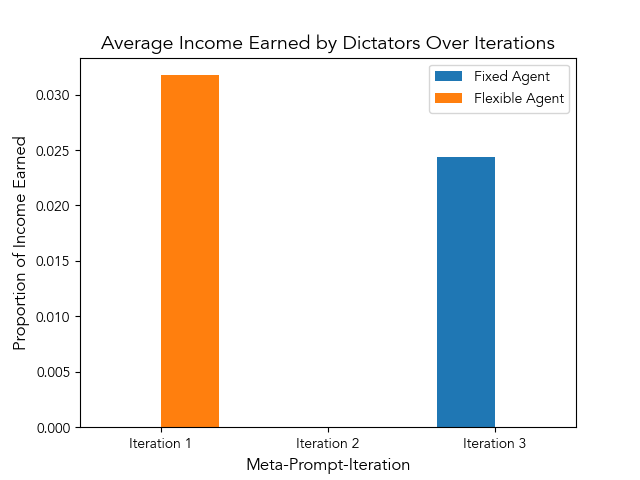 Average Income Earned by Dictators Over Iterations
Fixed Agent
Flexible Agent
0.030
0.025
0.020
0.015
0.010
0.005
0.000
Proportion of Income Earned
Iteration 1
Iteration 2
Iteration 3
Meta-Prompt-Iteration